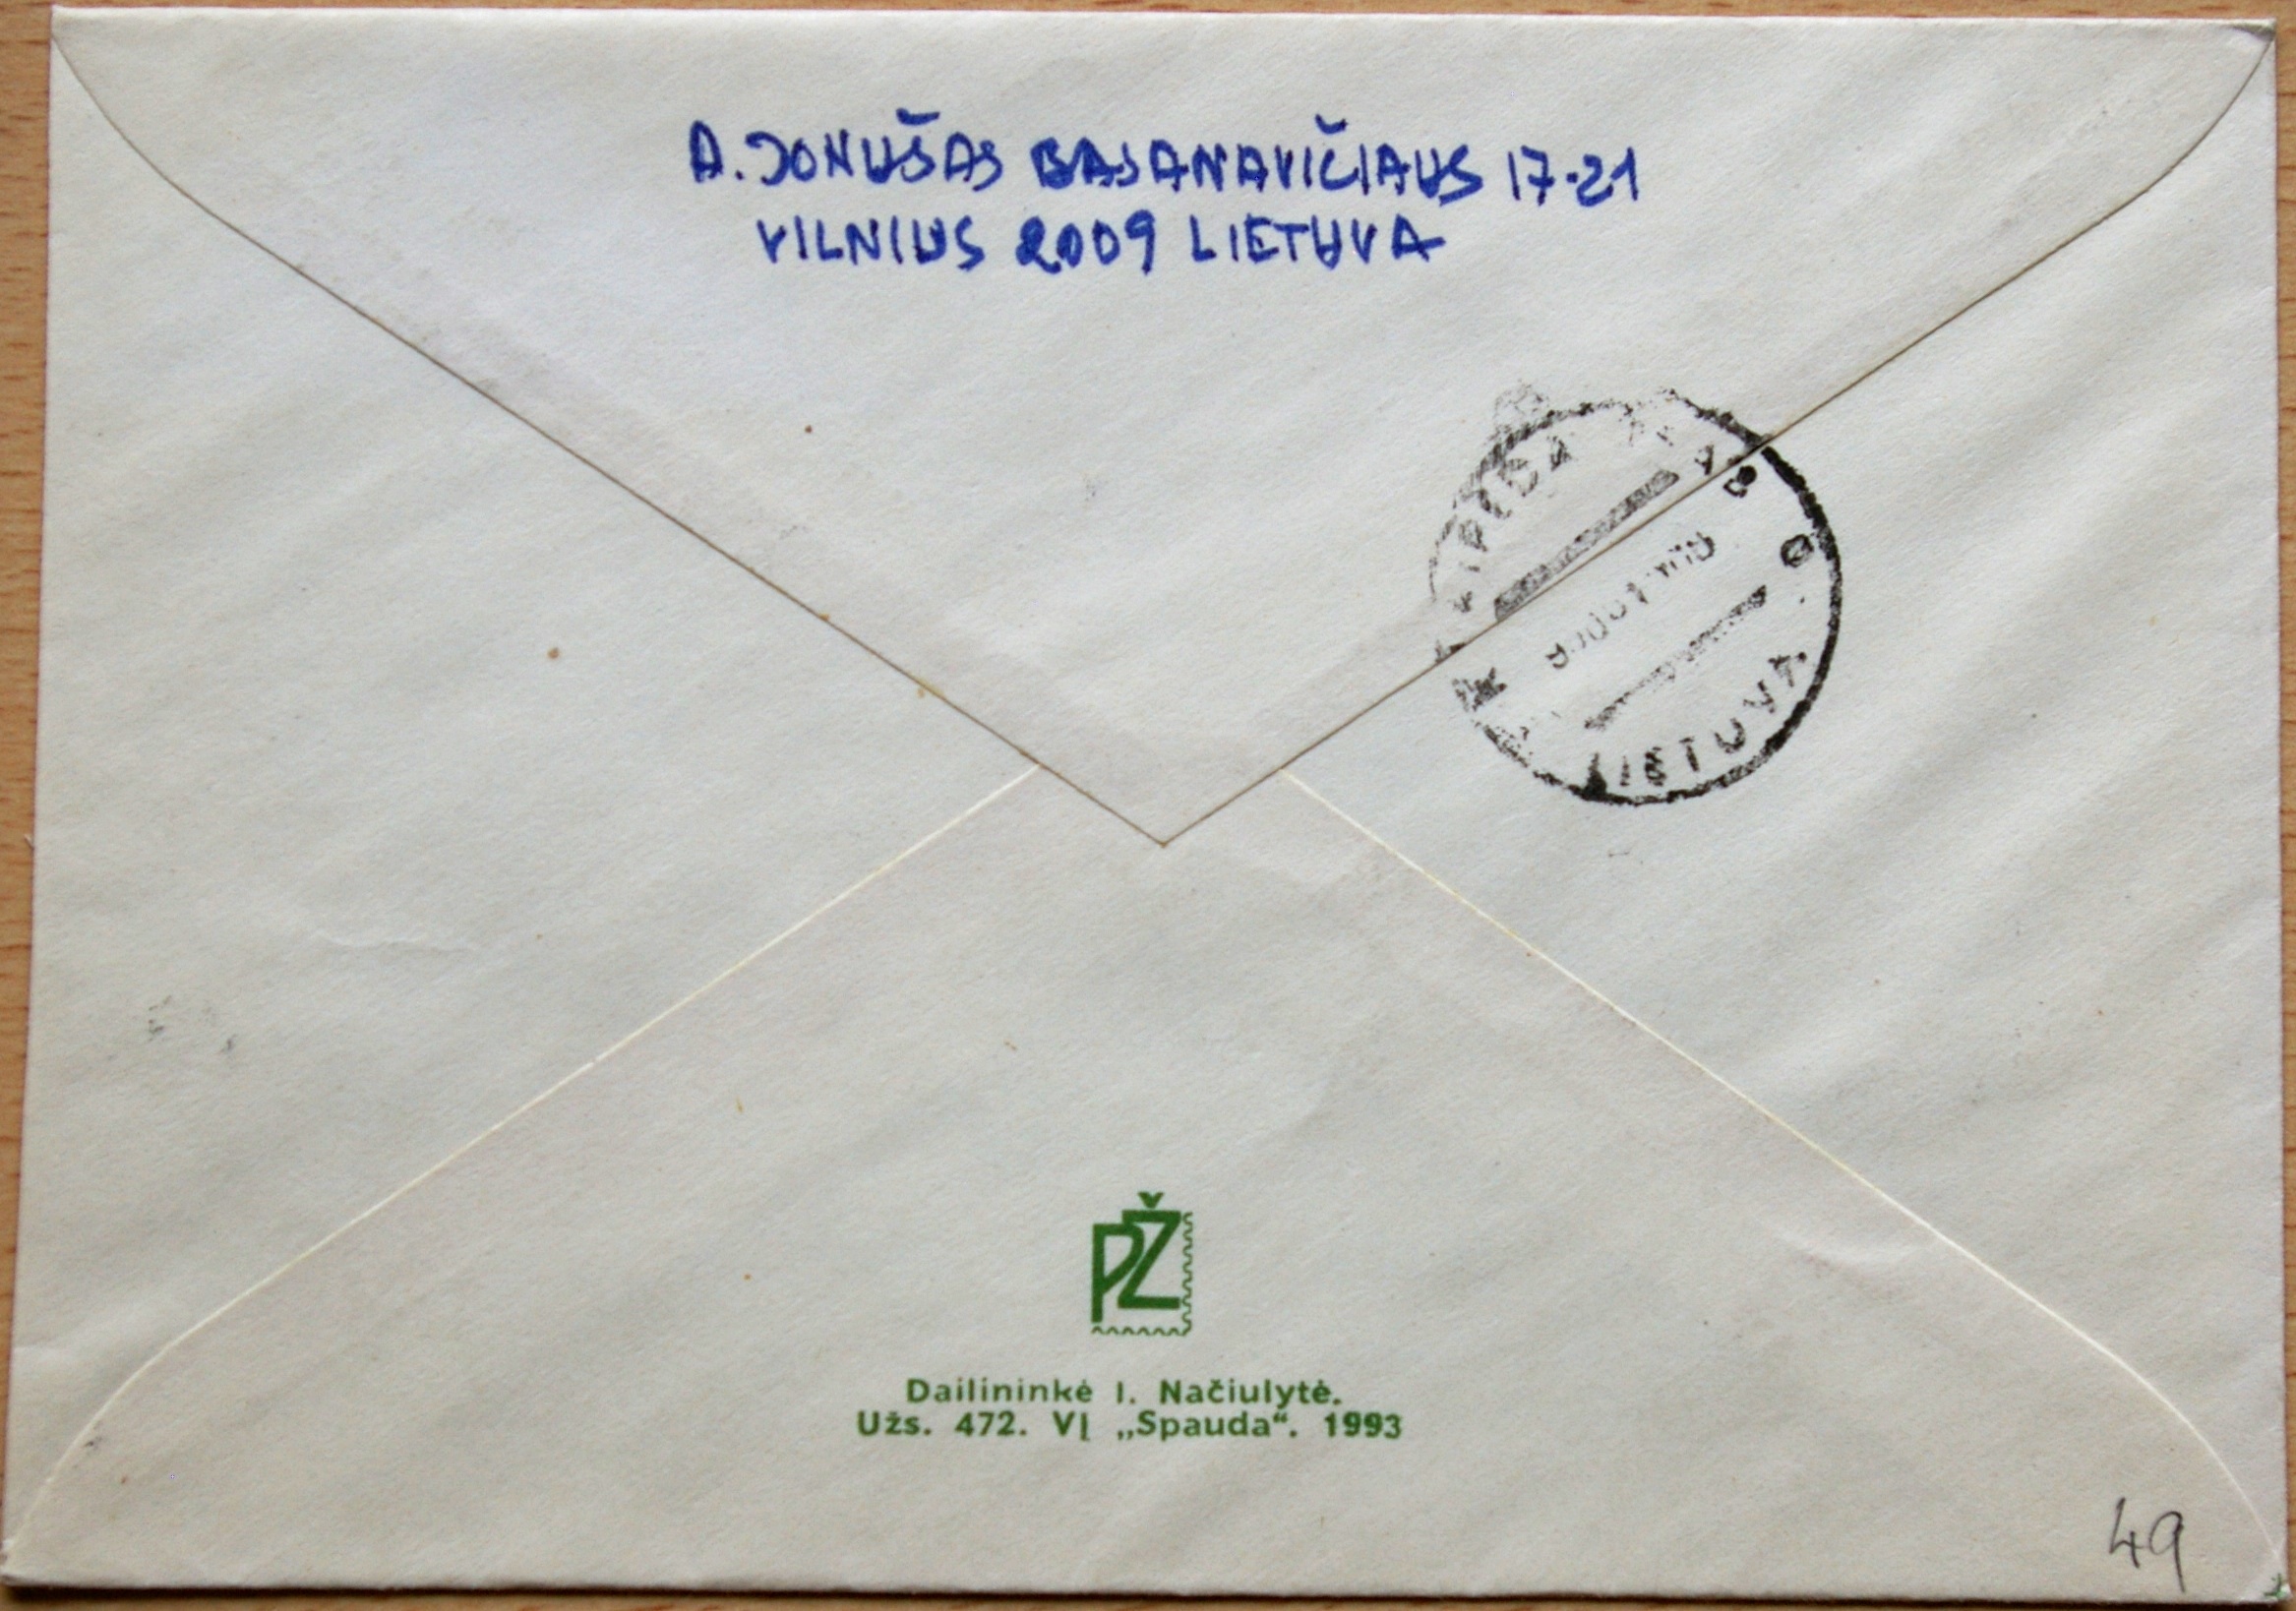 A. JONUŠAS BASANAVIČIAUS 17-21
VILNIUS 2009 LIETUVA
LIETUVA
PŽ
Dailininkė I. Načiulytė.
Užs. 472. VĮ „Spauda“. 1993
49